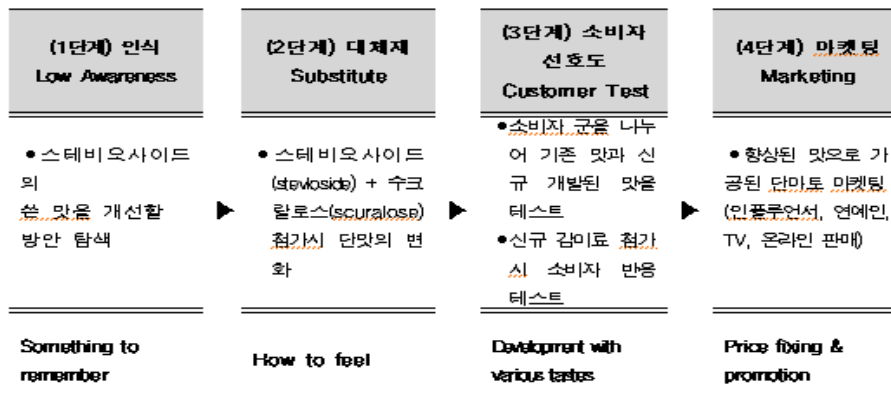 (1단계) 인식
Low Awareness
●스테비오사이드
의
쓴 맛을 개선할
방안 탐색
Something to
remember
(2단계) 대체재
Substitute
●스테비오사이드
(stevioside) + 수크
랄로스(scuralose)
첨가시 단맛의 변
화
How to feel
(3단계) 소비자
선호도
Customer Test
●소비자 군을 나누
어 기존 맛과 신
규 개발된 맛을
테스트
●신규 감미료 첨가
시 소비자 반응
테스트
Development with
various tastes
(4단계) 마켓팅
Marketing
●향상된 맛으로 가
공된 단마토 마켓팅
(인플루언서, 연예인,
TV, 온라인 판매)
Price fixing &
promotion